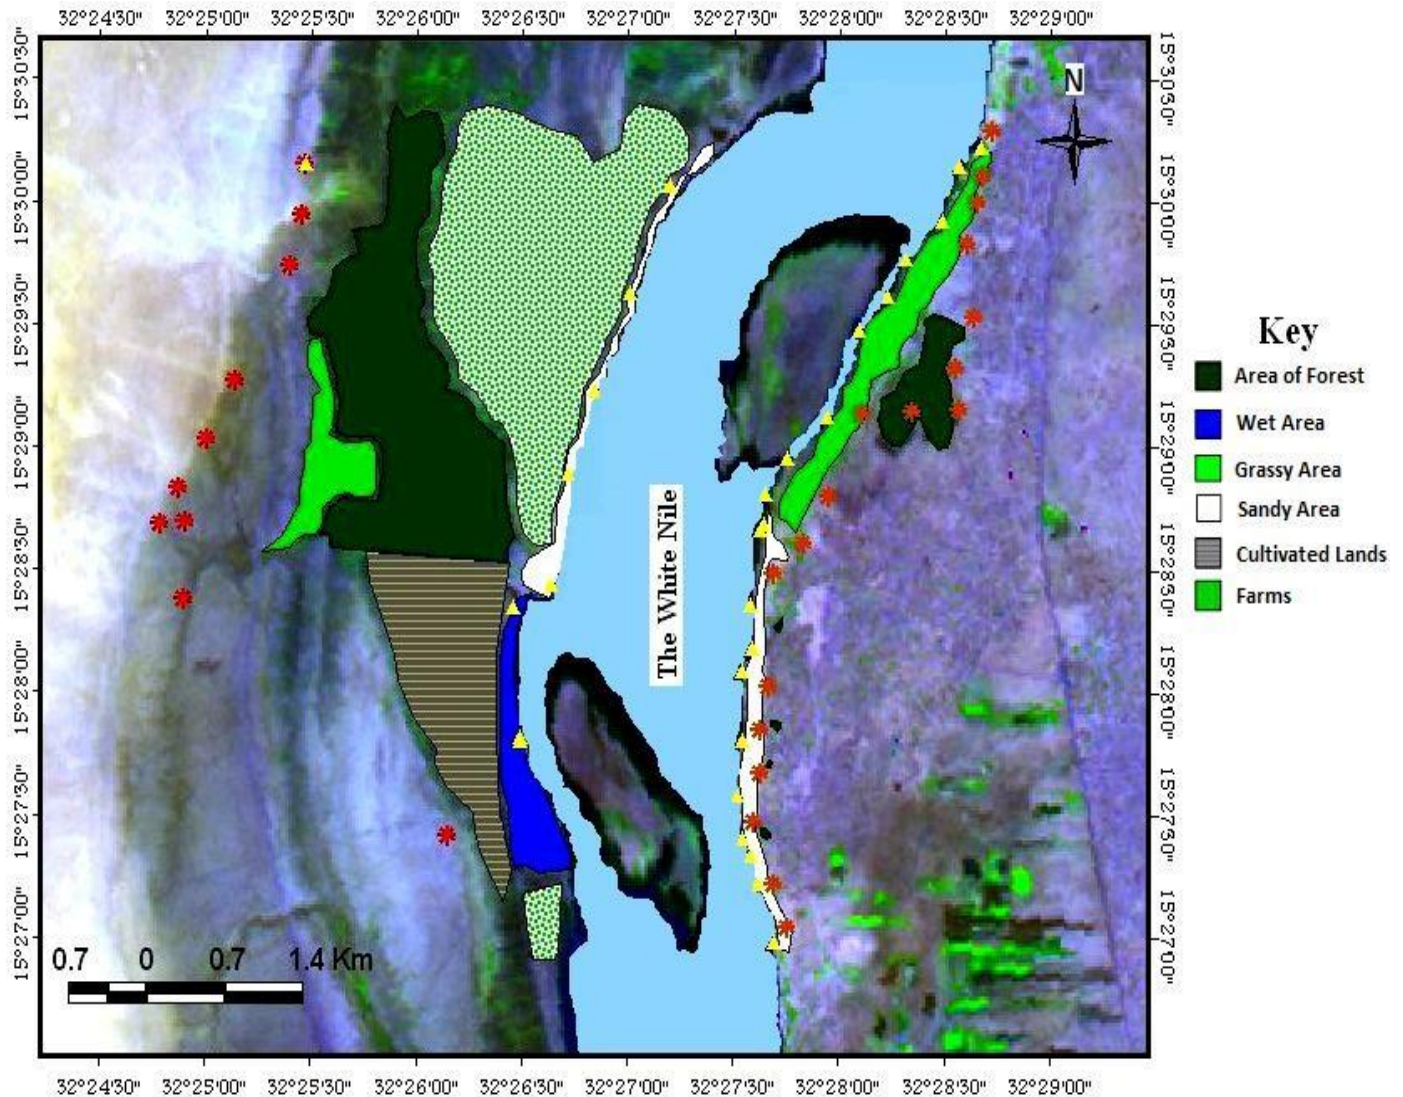 32°24'30" 32°25'00" 32°25'30" 32°26'00" 32°26'30" 32°27'00" 32°27'30" 32°28'00" 32°28'30" 32°29'00"
15°30'30"
15°30'00"
15°29'30"
15°29'00"
15°28'30"
15°28'00"
15°27'30"
15°27'00"
N
The White Nile
0.7 0 0.7 1.4 Km
15°30'30"
15°30'00"
15°29'30"
15°29'00"
15°28'30"
15°28'00"
15°27'30"
15°27'00"
Key
Area of Forest
Wet Area
Grassy Area
Sandy Area
Cultivated Lands
Farms
32°24'30" 32°25'00" 32°25'30" 32°26'00" 32°26'30" 32°27'00" 32°27'30" 32°28'00" 32°28'30" 32°29'00"